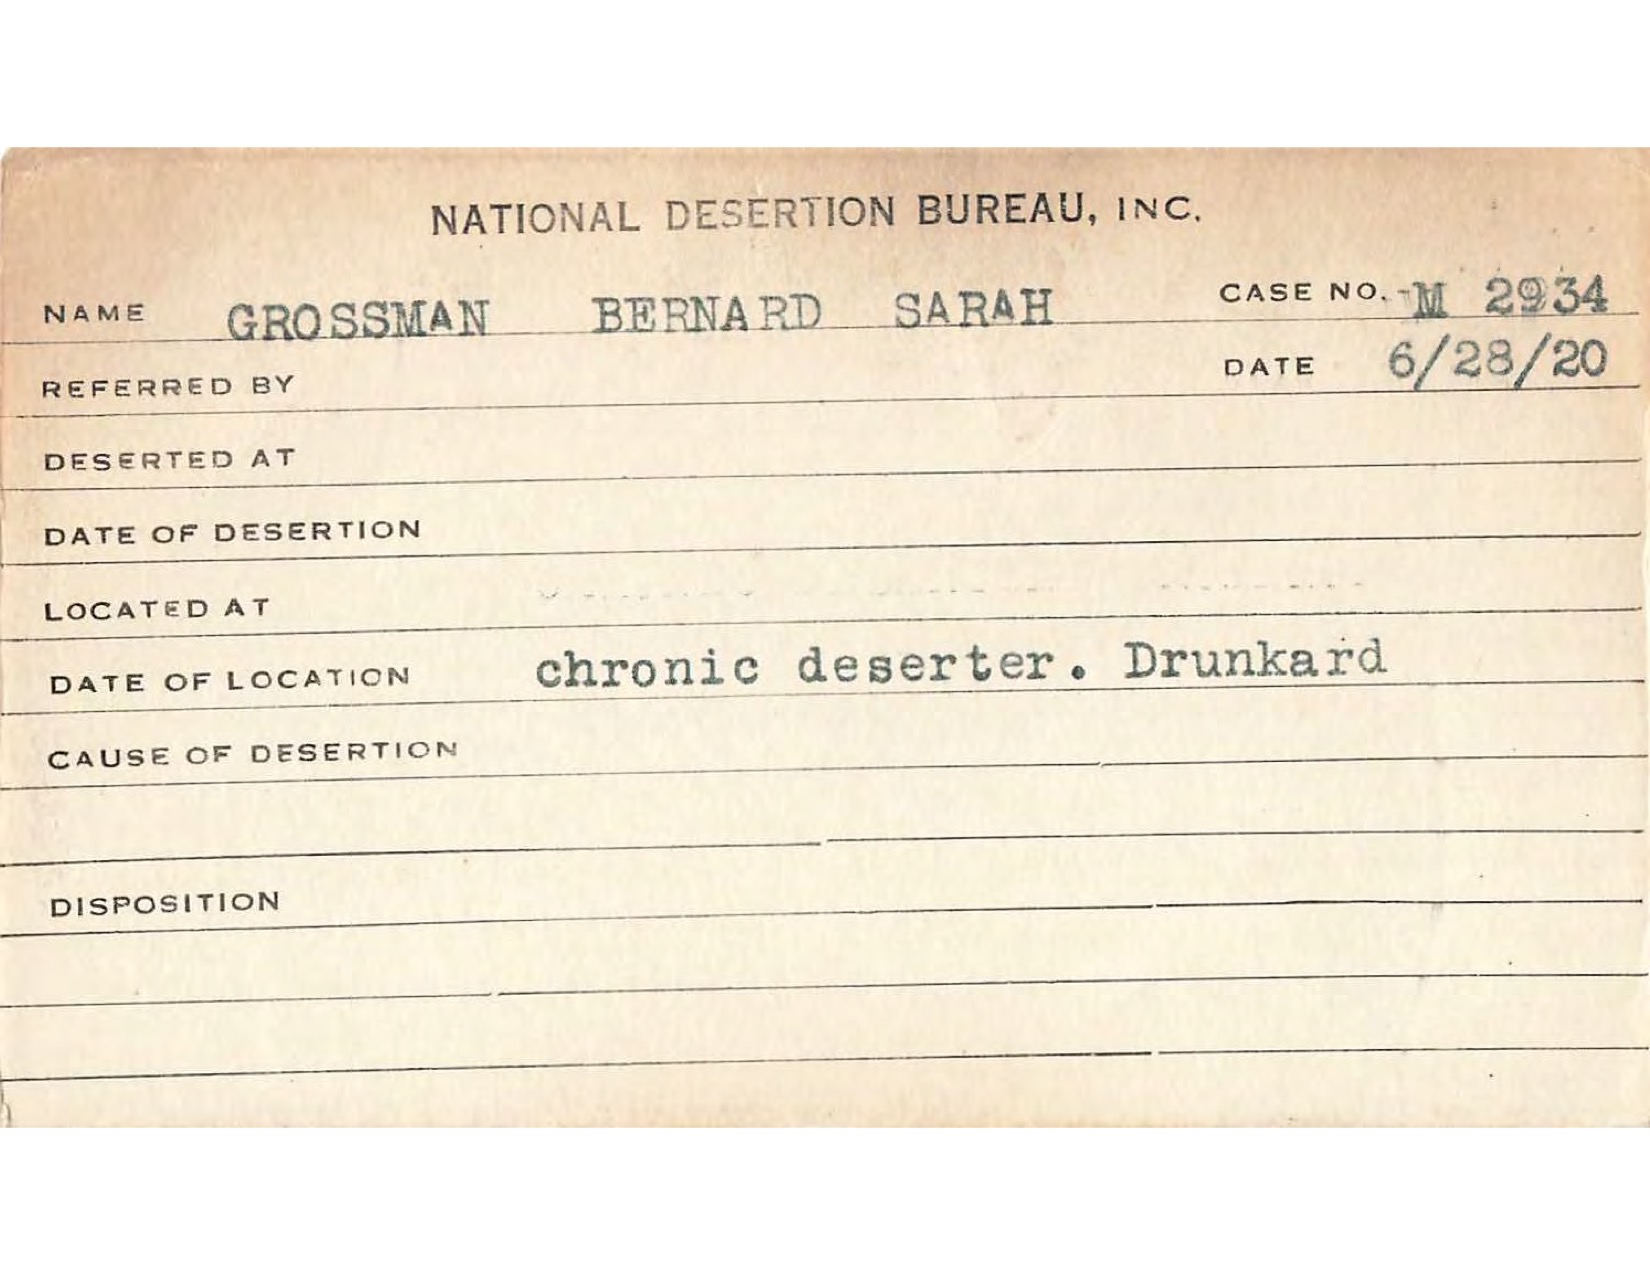 NATIONAL DESERTION BUREAU, INC.
NAME GROSSMAN BERNARD SARAH CASE NO. M 2934
REFERRED BY DATE 6/28/20
DESERTED AT
DATE OF DESERTION
LOCATED AT
DATE OF LOCATION chronic deserter. Drunkard
CAUSE OF DESERTION
DISPOSITION